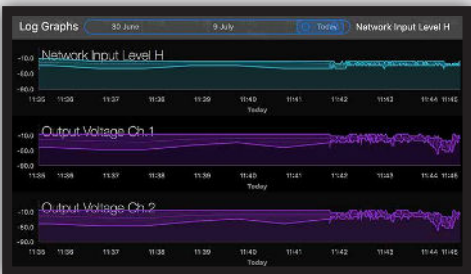 Log Graphs 30 June 9 July Today Network Input Level H
Network Input Level H
-10.0
-50.0
-90.0
11:35 11:36 11:37 11:38 11:39 11:40 11:41 11:42 11:43 11:44 11:45
Today
Output Voltage Ch.1
-10.0
-50.0
-90.0
11:35 11:36 11:37 11:38 11:39 11:40 11:41 11:42 11:43 11:44 11:45
Today
Output Voltage Ch.2
-10.0
-50.0
-90.0
11:35 11:36 11:37 11:38 11:39 11:40 11:41 11:42 11:43 11:44 11:45
Today